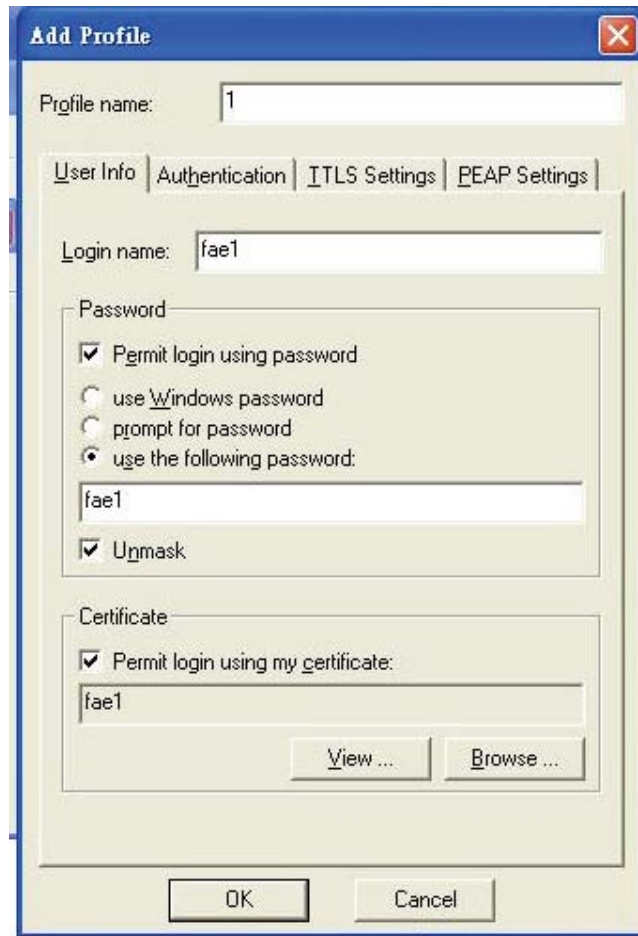 Add Profile
Profile name: 1
User Info Authentication TTLS Settings PEAP Settings
Login name: fae1
Password
Permit login using password
use Windows password
prompt for password
use the following password:
fae1
Unmask
Certificate
Permit login using my certificate:
fae1
View ... Browse ...
OK Cancel